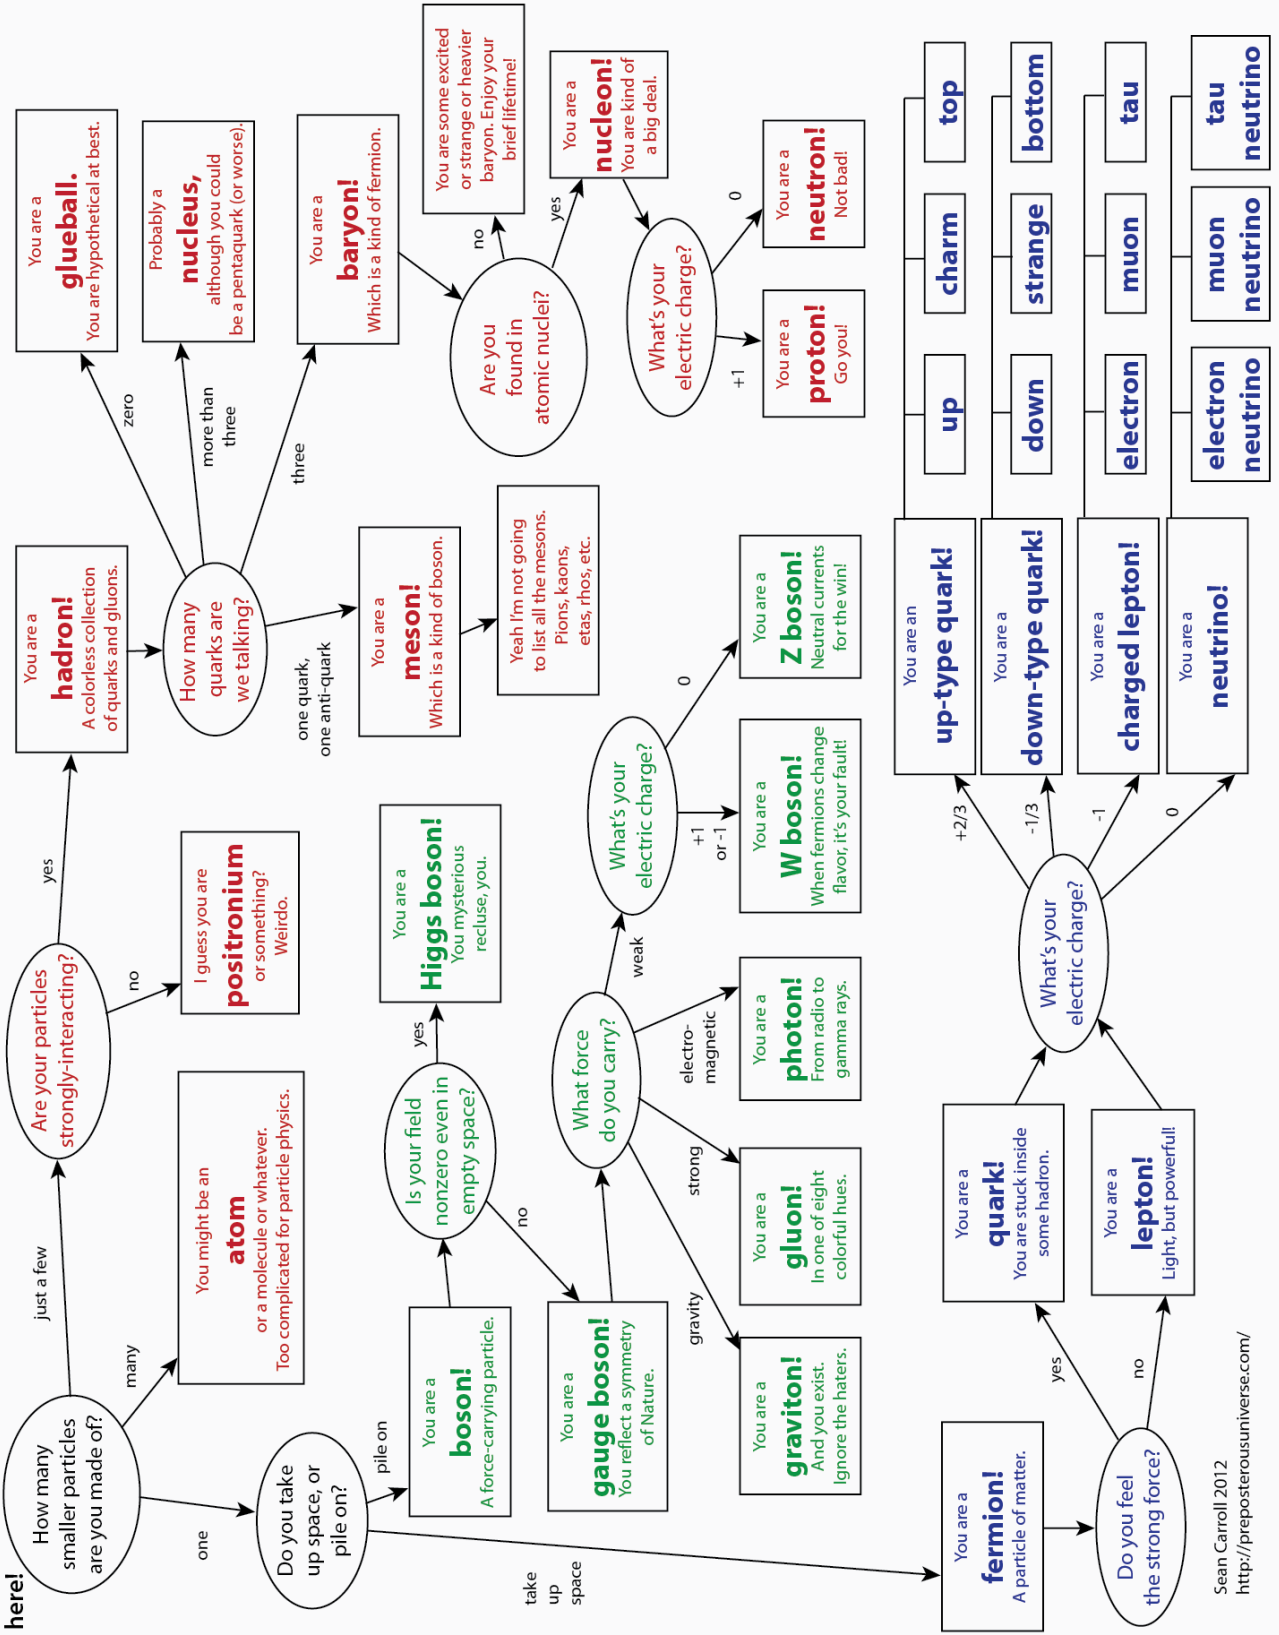 here!
How many
smaller particles
are you made of?
just a few
many
one
Are your particles
strongly-interacting?
yes
no
You are a
hadron!
A colorless collection
of quarks and gluons.
I guess you are
positronium
or something?
Weirdo.
You might be an
atom
or a molecule or whatever.
Too complicated for particle physics.
How many
quarks are
we talking?
zero
more than
three
three
one quark,
one anti-quark
You are a
glueball.
You are hypothetical at best.
Probably a
nucleus,
although you could
be a pentaquark (or worse).
You are a
baryon!
Which is a kind of fermion.
You are a
meson!
Which is a kind of boson.
Yeah I'm not going
to list all the mesons.
Pions, kaons,
etas, rhos, etc.
Are you
found in
atomic nuclei?
no
yes
You are some excited
or strange or heavier
baryon. Enjoy your
brief lifetime!
You are a
nucleon!
You are kind of
a big deal.
What's your
electric charge?
+1
0
You are a
proton!
Go you!
You are a
neutron!
Not bad!
Do you take
up space, or
pile on?
pile on
take
up
space
You are a
boson!
A force-carrying particle.
Is your field
nonzero even in
empty space?
yes
no
You are a
Higgs boson!
You mysterious
recluse, you.
You are a
gauge boson!
You reflect a symmetry
of Nature.
What force
do you carry?
gravity
strong
electro-
magnetic
weak
You are a
graviton!
And you exist.
Ignore the haters.
You are a
gluon!
In one of eight
colorful hues.
You are a
photon!
From radio to
gamma rays.
What's your
electric charge?
+1
or -1
0
You are a
W boson!
When fermions change
flavor, it's your fault!
You are a
Z boson!
Neutral currents
for the win!
You are a
fermion!
A particle of matter.
Do you feel
the strong force?
yes
no
You are a
quark!
You are stuck inside
some hadron.
You are a
lepton!
Light, but powerful!
What's your
electric charge?
+2/3
-1/3
-1
0
You are an
up-type quark!
up
charm
top
You are a
down-type quark!
down
strange
bottom
You are a
charged lepton!
electron
muon
tau
You are a
neutrino!
electron
neutrino
muon
neutrino
tau
neutrino
Sean Carroll 2012
http://preposterousuniverse.com/